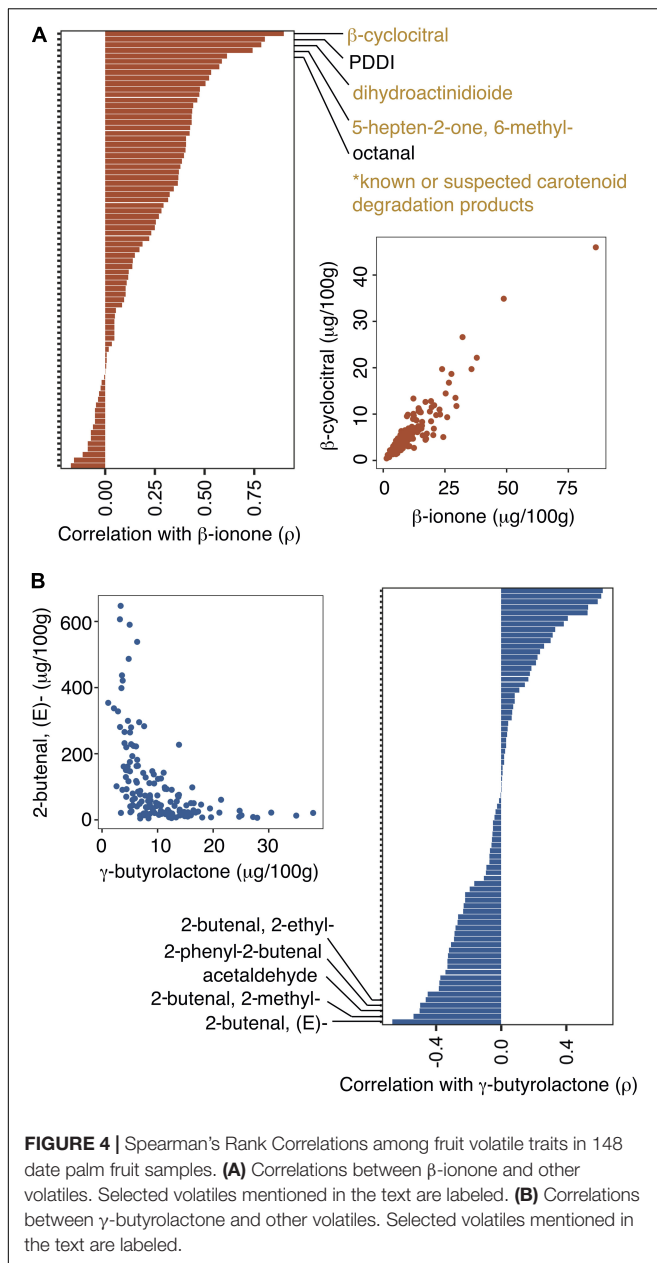 A
β-cyclocitral
PDDI
dihydroactinidioide
5-hepten-2-one, 6-methyl-
octanal
*known or suspected carotenoid
degradation products
0.00
0.25
0.50
0.75
Correlation with β-ionone (ρ)
β-cyclocitral (μg/100g)
40
30
20
10
0
0
25
50
75
β-ionone (μg/100g)
B
2-butenal, (E)- (μg/100g)
600
400
200
0
0
10
20
30
γ-butyrolactone (μg/100g)
2-butenal, 2-ethyl-
2-phenyl-2-butenal
acetaldehyde
2-butenal, 2-methyl-
2-butenal, (E)-
-0.4
0.0
0.4
Correlation with γ-butyrolactone (ρ)
FIGURE 4 | Spearman's Rank Correlations among fruit volatile traits in 148
date palm fruit samples. (A) Correlations between β-ionone and other
volatiles. Selected volatiles mentioned in the text are labeled. (B) Correlations
between γ-butyrolactone and other volatiles. Selected volatiles mentioned in
the text are labeled.